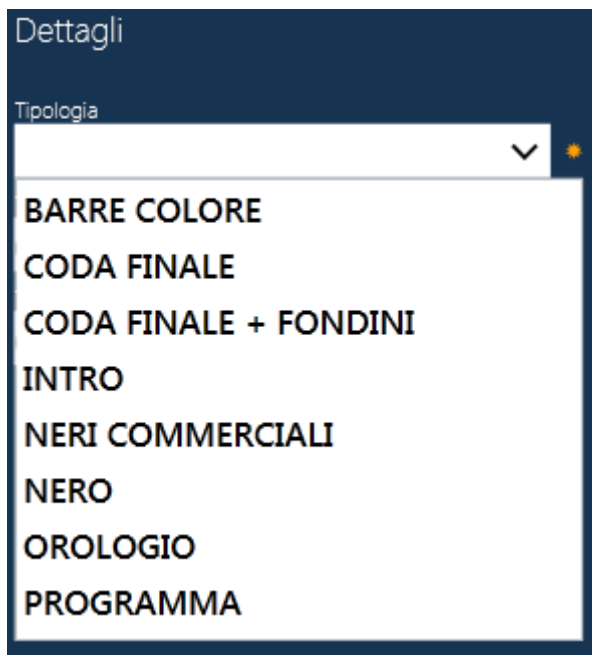 Dettagli
Tipologia
BARRE COLORE
CODA FINALE
CODA FINALE + FONDINI
INTRO
NERI COMMERCIALI
NERO
OROLOGIO
PROGRAMMA